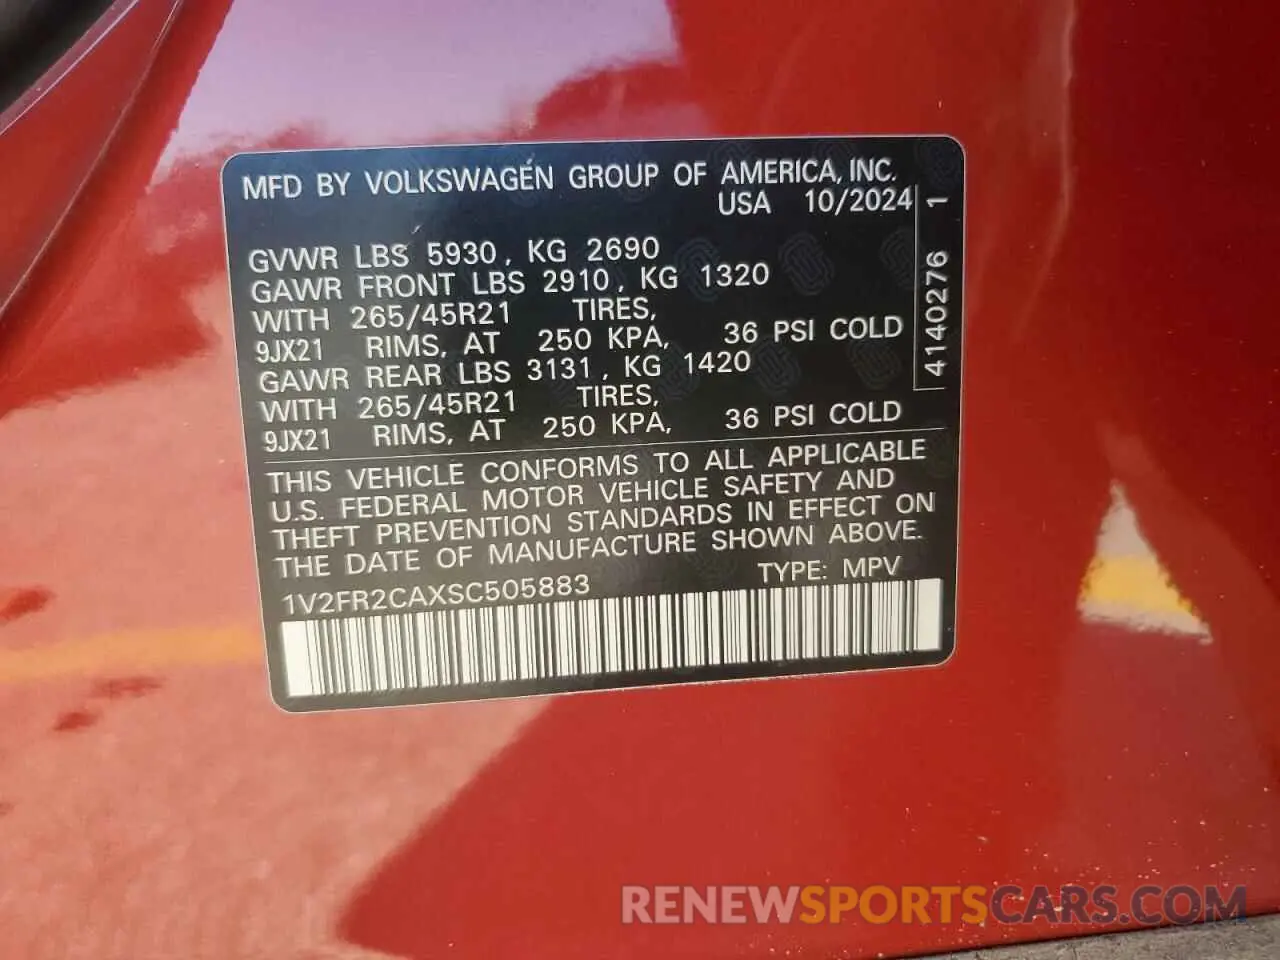 MFD BY VOLKSWAGEN GROUP OF AMERICA, INC.
USA 10/2024
GVWR LBS 5930, KG 2690
GAWR FRONT LBS 2910, KG 1320
WITH 265/45R21 TIRES,
9JX21 RIMS, AT 250 KPA, 36 PSI COLD
GAWR REAR LBS 3131, KG 1420
WITH 265/45R21 TIRES,
9JX21 RIMS, AT 250 KPA, 36 PSI COLD
4140276 1
THIS VEHICLE CONFORMS TO ALL APPLICABLE
U.S. FEDERAL MOTOR VEHICLE SAFETY AND
THEFT PREVENTION STANDARDS IN EFFECT ON
THE DATE OF MANUFACTURE SHOWN ABOVE.
1V2FR2CAXSC505883 TYPE: MPV
RENEWSPORTSCARS.COM